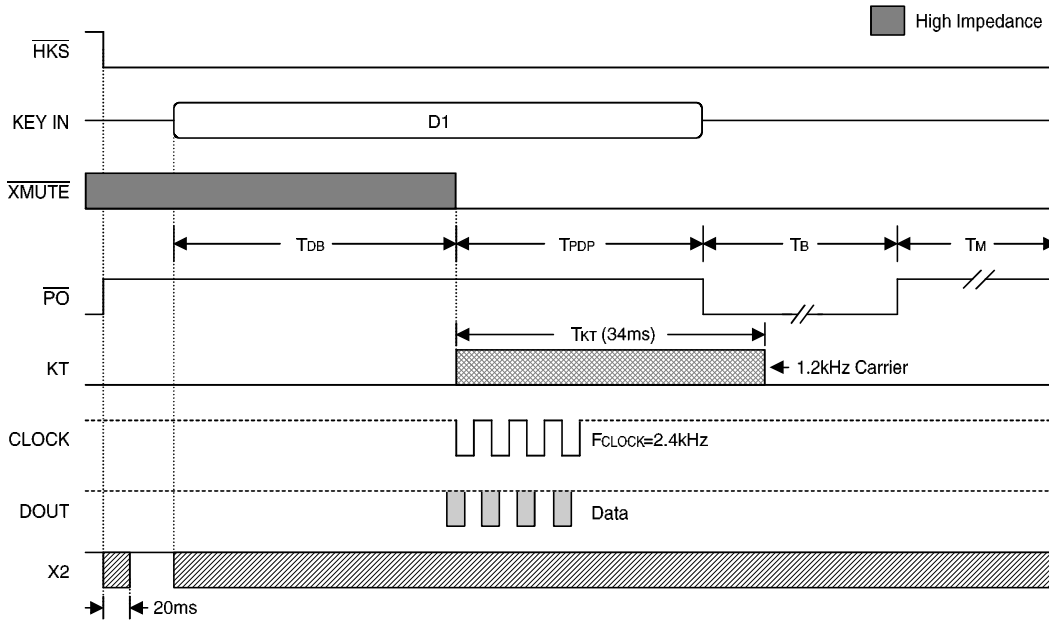 High Impedance
HKS
KEY IN
D1
XMUTE
TDB
TPDP
TB
TM
PO
TKT (34ms)
KT
1.2kHz Carrier
CLOCK
FCLOCK=2.4kHz
DOUT
Data
X2
20ms